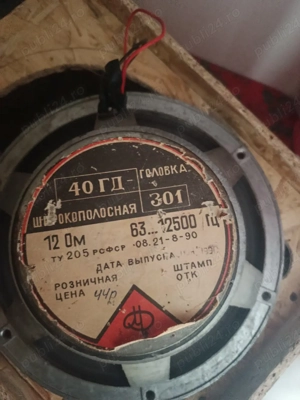 40 ГД
ГОЛОВКА
301
ШИРОКОПОЛОСНАЯ
12 Ом 63... 12500 Гц
ТУ 205 РСФСР 08.21-8-90
ДАТА ВЫПУСКА
РОЗНИЧНАЯ ШТАМП
ЦЕНА 44р ОТК